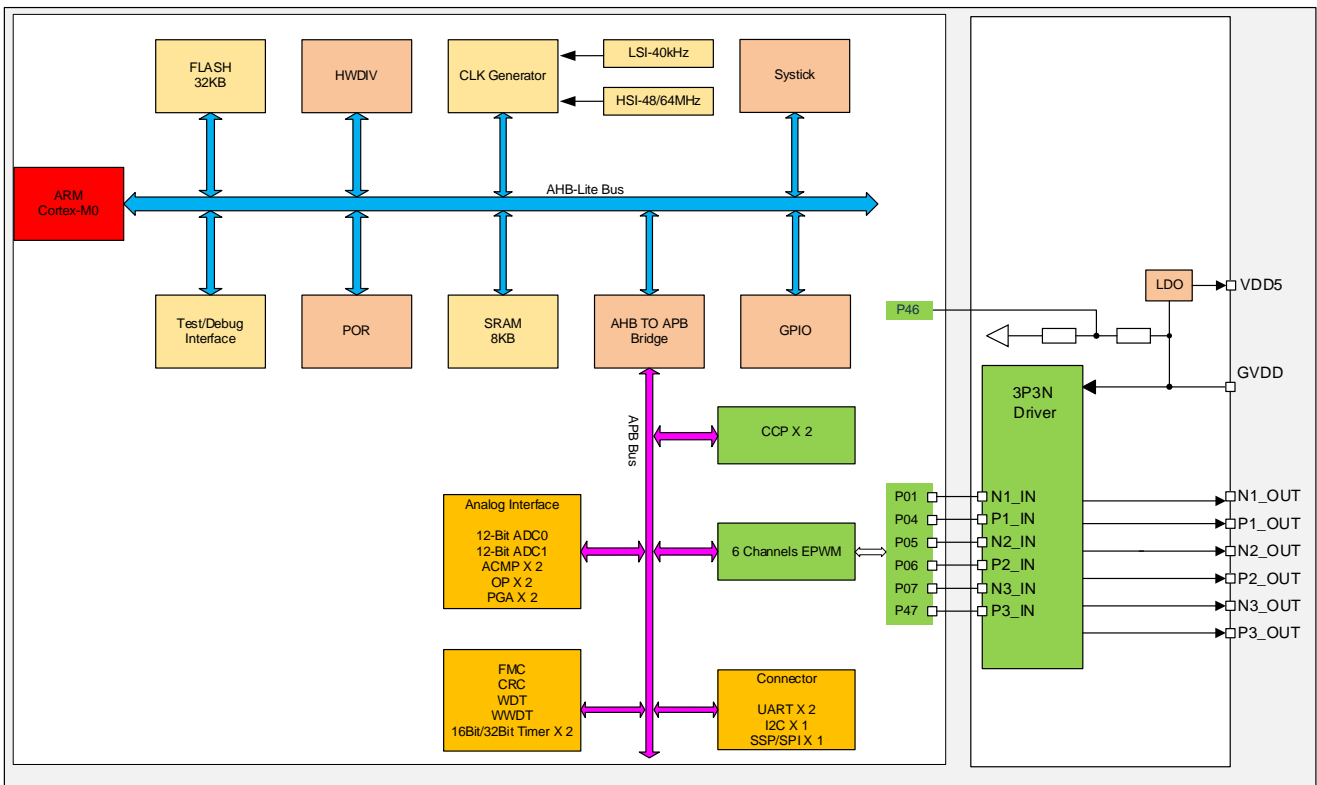 FLASH
32KB
HWDIV
CLK Generator
LSI-40kHz
HSI-48/64MHz
Systick
ARM
Cortex-M0
AHB-Lite Bus
Test/Debug
Interface
POR
SRAM
8KB
AHB TO APB
Bridge
GPIO
P46
LDO
VDD5
GVDD
3P3N
Driver
APB Bus
CCP X 2
Analog Interface
12-Bit ADC0
12-Bit ADC1
ACMP X 2
OP X 2
PGA X 2
6 Channels EPWM
P01
P04
P05
P06
P07
P47
N1_IN
P1_IN
N2_IN
P2_IN
N3_IN
P3_IN
N1_OUT
P1_OUT
N2_OUT
P2_OUT
N3_OUT
P3_OUT
FMC
CRC
WDT
WWDT
16Bit/32Bit Timer X 2
Connector
UART X 2
I2C X 1
SSP/SPI X 1